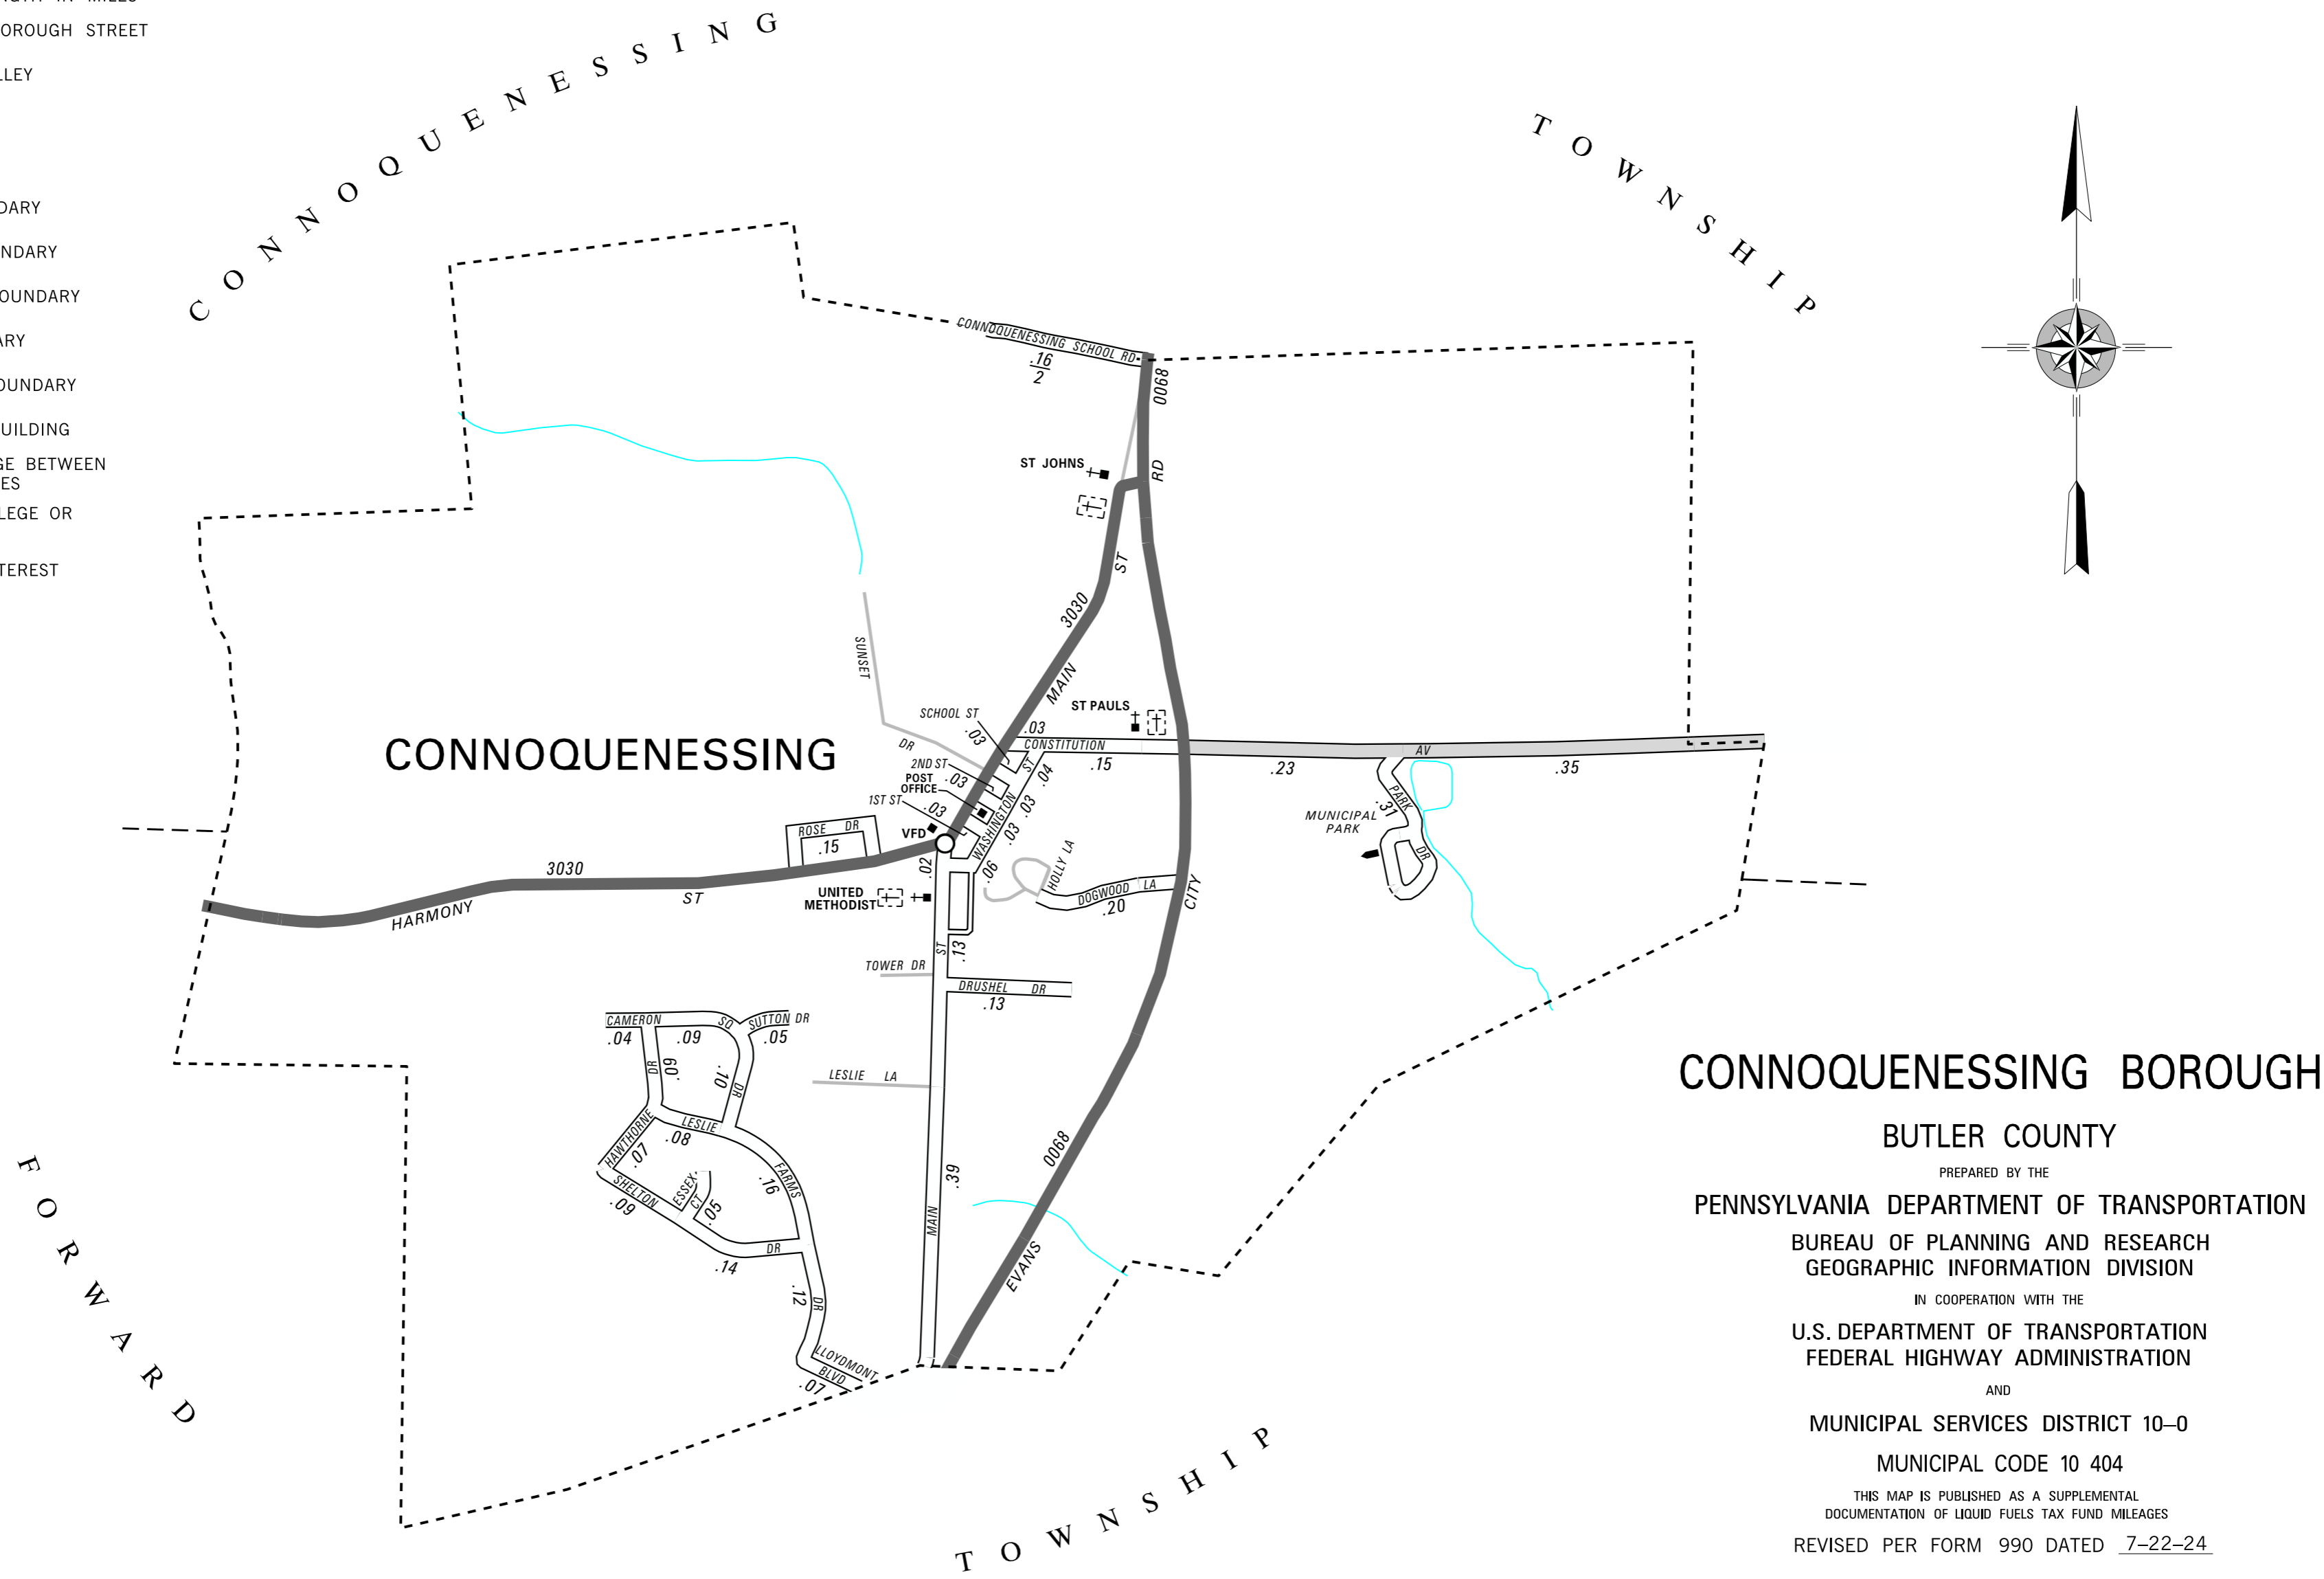 OROUGH STREET
CONNOQUENESSING
TOWNSHIP
NDARY
OUNDARY
OUNDARY
UILDING
GE BETWEEN
ES
LEGE OR
TEREST
CONNOQUENESSING SCHOOL RD
.16
2
0068
ST JOHNS
RD
ST
3030
MAIN
SUNSET
DR
SCHOOL ST
.03
.03
ST PAULS
CONSTITUTION
AV
.15
.23
.35
CONNOQUENESSING
2ND ST
.03
ST
.04
POST
OFFICE
1ST ST
.03
WASHINGTON
.03
.03
.06
VFD
ROSE DR
.15
.02
PARK
.31
DR
MUNICIPAL
PARK
3030
HARMONY
ST
UNITED
METHODIST
HOLLY LA
DOGWOOD LA
.20
CITY
ST
.13
TOWER DR
DRUSHEL DR
.13
CAMERON
SQ
SUTTON DR
.04
.09
.05
DR
.09
.10
DR
LESLIE LA
HAWTHORNE
.07
LESLIE
.08
FARMS
.16
SHELTON
.09
ESSEX
CT
.05
DR
.14
.12
DR
MAIN
.39
0068
EVANS
LLOYDMONT
BLVD
.07
FORWARD
TOWNSHIP
CONNOQUENESSING BOROUGH
BUTLER COUNTY
PREPARED BY THE
PENNSYLVANIA DEPARTMENT OF TRANSPORTATION
BUREAU OF PLANNING AND RESEARCH
GEOGRAPHIC INFORMATION DIVISION
IN COOPERATION WITH THE
U.S. DEPARTMENT OF TRANSPORTATION
FEDERAL HIGHWAY ADMINISTRATION
AND
MUNICIPAL SERVICES DISTRICT 10–0
MUNICIPAL CODE 10 404
THIS MAP IS PUBLISHED AS A SUPPLEMENTAL
DOCUMENTATION OF LIQUID FUELS TAX FUND MILEAGES
REVISED PER FORM 990 DATED 7–22–24